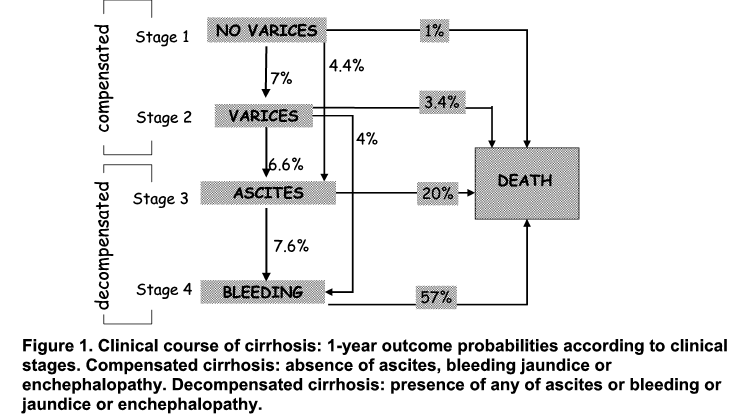 compensated
Stage 1
NO VARICES
1%
4.4%
7%
Stage 2
VARICES
3.4%
4%
6.6%
decompensated
Stage 3
ASCITES
20%
DEATH
7.6%
Stage 4
BLEEDING
57%
Figure 1. Clinical course of cirrhosis: 1-year outcome probabilities according to clinical
stages. Compensated cirrhosis: absence of ascites, bleeding jaundice or
enchephalopathy. Decompensated cirrhosis: presence of any of ascites or bleeding or
jaundice or enchephalopathy.